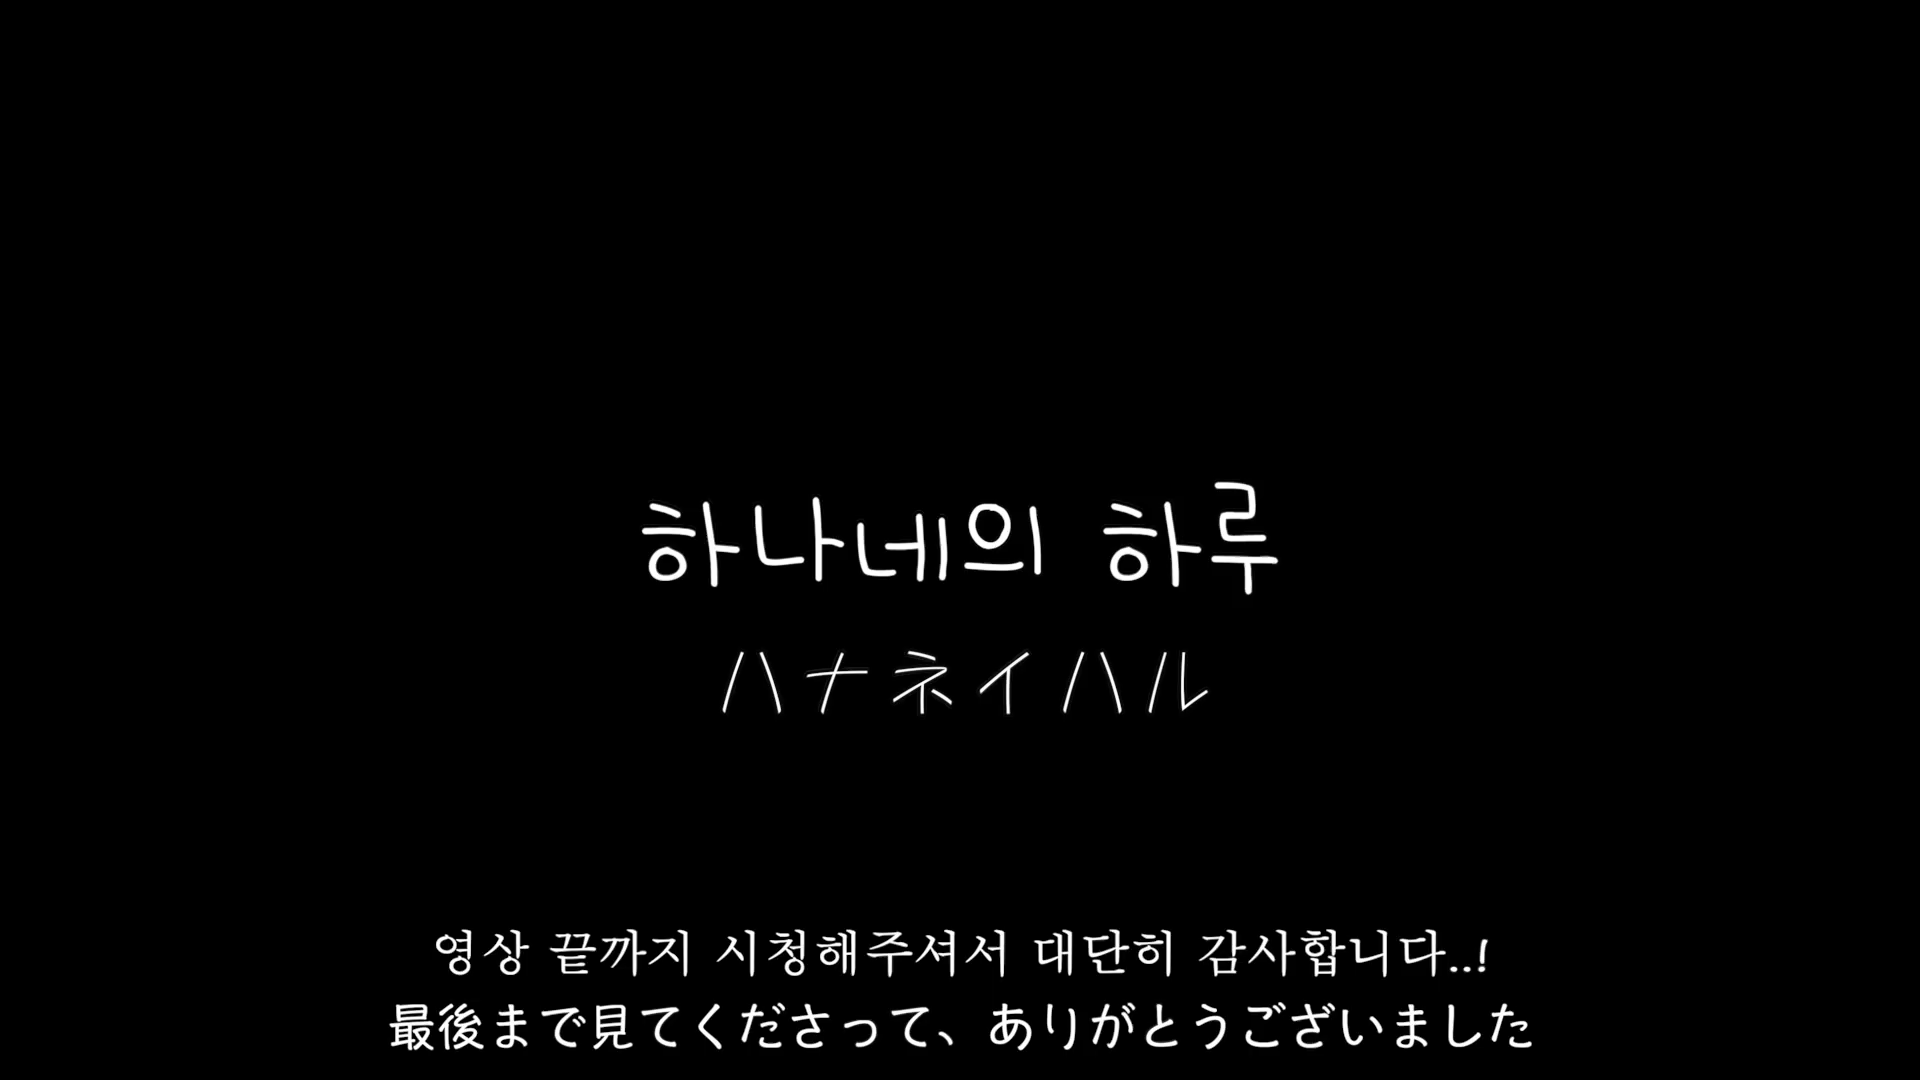 하나네의 하루
ハナネイハル
영상 끝까지 시청해주셔서 대단히 감사합니다..!
最後まで見てくださって、ありがとうございました